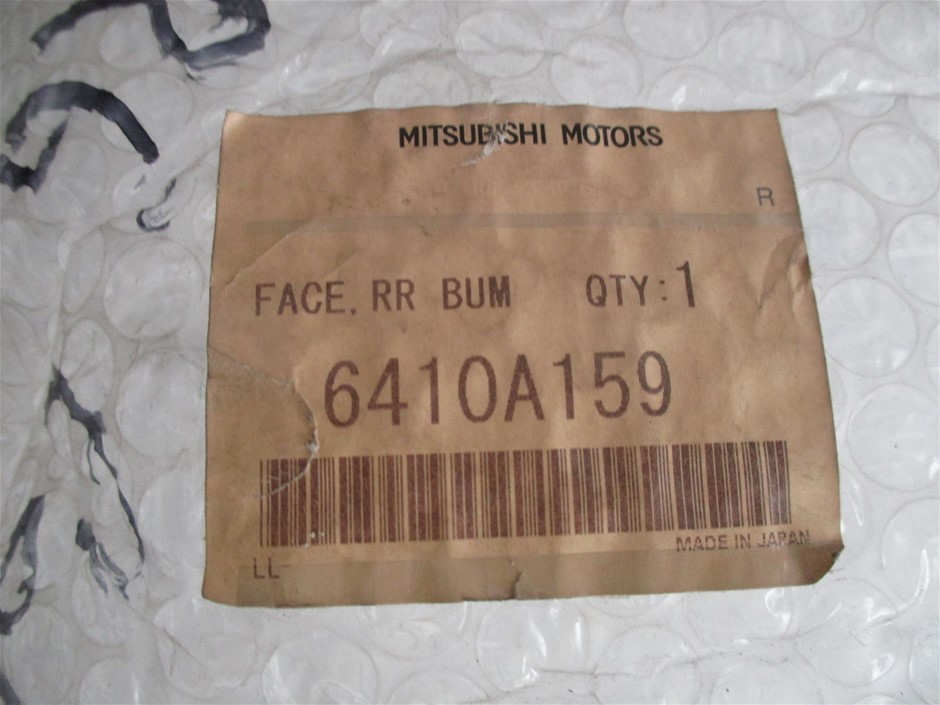 MITSUBISHI MOTORS
R
FACE, RR BUM QTY: 1
6410A159
MADE IN JAPAN
LL